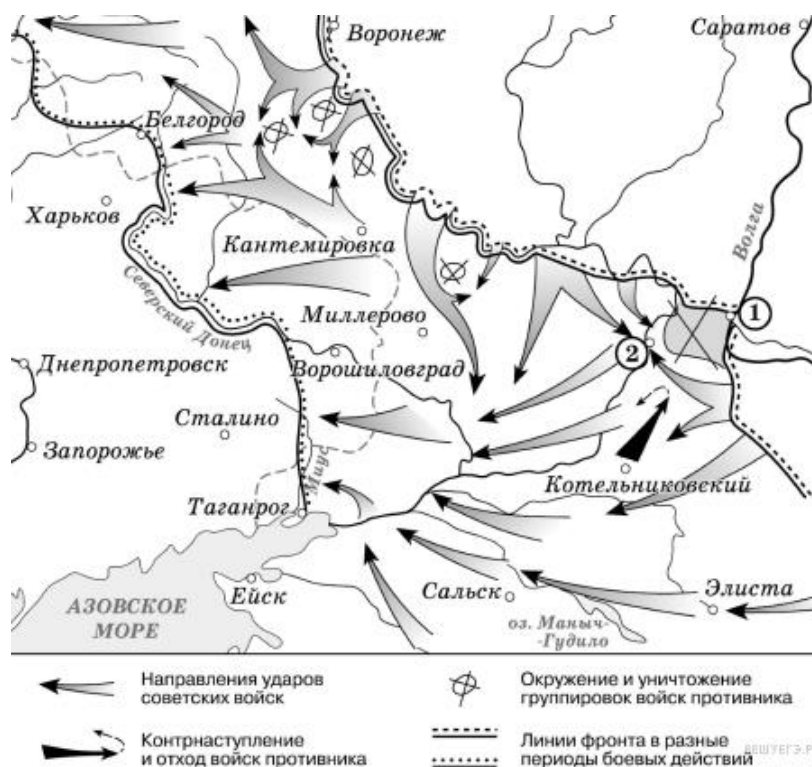 Воронеж
Саратов
Белгород
Харьков
Волга
Кантемировка
Северский Донец
Миллерово
1
2
Днепропетровск
Ворошиловград
Сталино
Запорожье
Котельниковский
Миус
Таганрог
Ейск
Сальск
Элиста
АЗОВСКОЕ
МОРЕ
оз. Маныч-
-Гудило
Направления ударов
советских войск
Окружение и уничтожение
группировок войск противника
Контрнаступление
и отход войск противника
Линии фронта в разные
периоды боевых действий